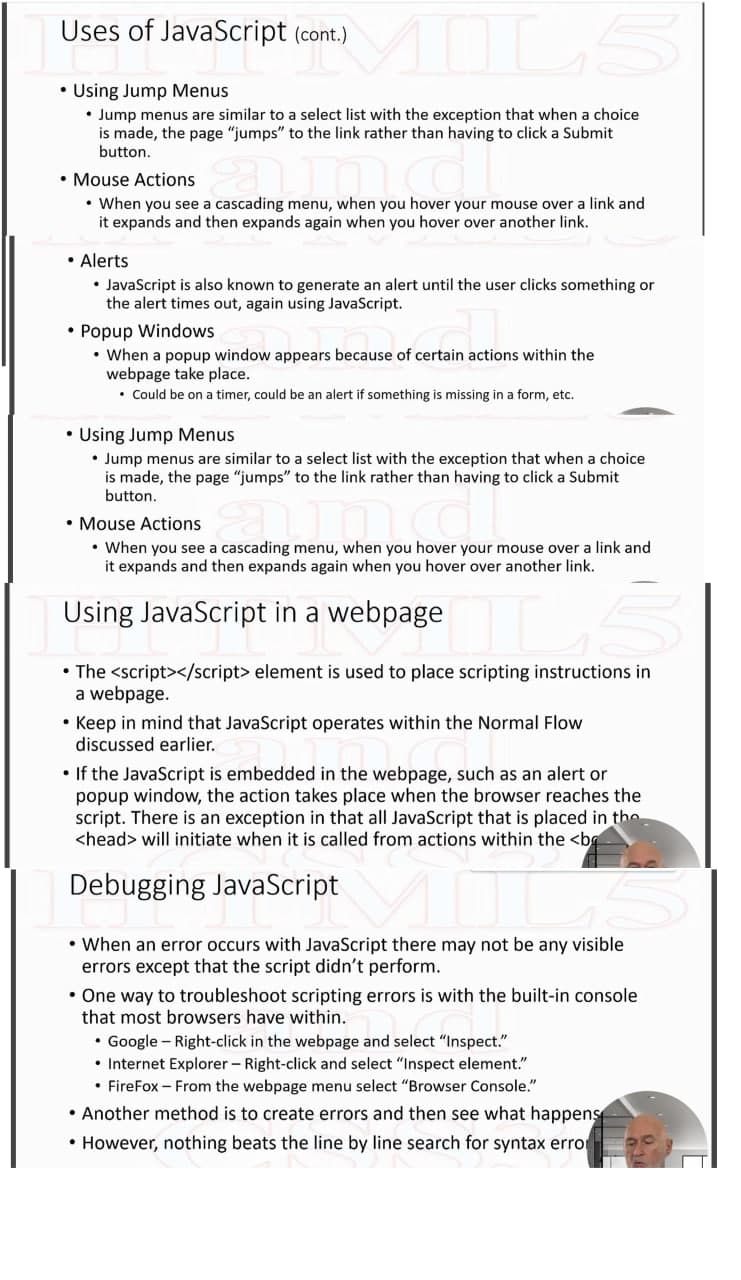 Uses of JavaScript (cont.)
• Using Jump Menus
• Jump menus are similar to a select list with the exception that when a choice
is made, the page “jumps” to the link rather than having to click a Submit
button.
• Mouse Actions
• When you see a cascading menu, when you hover your mouse over a link and
it expands and then expands again when you hover over another link.
• Alerts
• JavaScript is also known to generate an alert until the user clicks something or
the alert times out, again using JavaScript.
• Popup Windows
• When a popup window appears because of certain actions within the
webpage take place.
• Could be on a timer, could be an alert if something is missing in a form, etc.
• Using Jump Menus
• Jump menus are similar to a select list with the exception that when a choice
is made, the page “jumps” to the link rather than having to click a Submit
button.
• Mouse Actions
• When you see a cascading menu, when you hover your mouse over a link and
it expands and then expands again when you hover over another link.
Using JavaScript in a webpage
• The <script></script> element is used to place scripting instructions in
a webpage.
• Keep in mind that JavaScript operates within the Normal Flow
discussed earlier.
• If the JavaScript is embedded in the webpage, such as an alert or
popup window, the action takes place when the browser reaches the
script. There is an exception in that all JavaScript that is placed in the
<head> will initiate when it is called from actions within the
Debugging JavaScript
• When an error occurs with JavaScript there may not be any visible
errors except that the script didn’t perform.
• One way to troubleshoot scripting errors is with the built-in console
that most browsers have within.
• Google – Right-click in the webpage and select “Inspect.”
• Internet Explorer – Right-click and select “Inspect element.”
• FireFox – From the webpage menu select “Browser Console.”
• Another method is to create errors and then see what happens
• However, nothing beats the line by line search for syntax